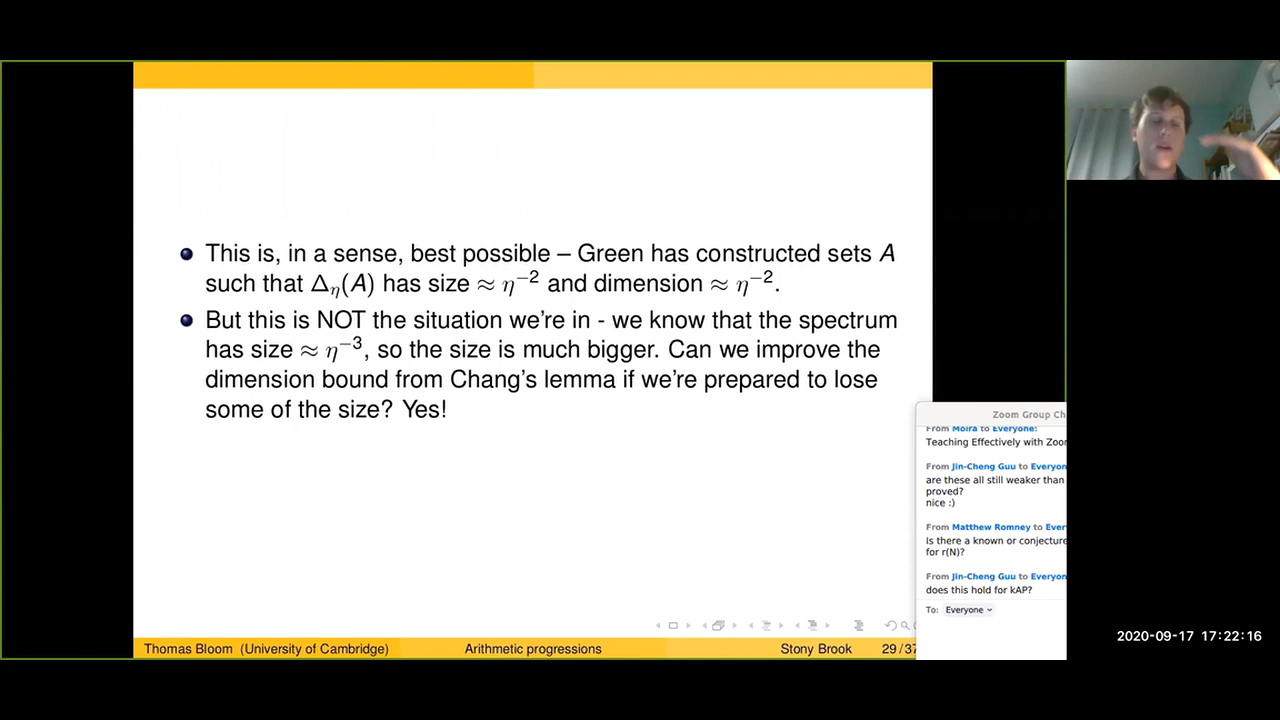 This is, in a sense, best possible – Green has constructed sets A
such that Δη(A) has size ≈ η⁻² and dimension ≈ η⁻².
But this is NOT the situation we're in - we know that the spectrum
has size ≈ η⁻³, so the size is much bigger. Can we improve the
dimension bound from Chang's lemma if we're prepared to lose
some of the size? Yes!
Zoom Group Ch
From Moira to Everyone:
Teaching Effectively with Zoom
From Jin-Cheng Guu to Everyon
are these all still weaker than
proved?
nice :)
From Matthew Romney to Ever
Is there a known or conjecture
for r(N)?
From Jin-Cheng Guu to Everyon
does this hold for kAP?
To: Everyone
2020-09-17 17:22:16
Thomas Bloom (University of Cambridge) Arithmetic progressions Stony Brook 29/37